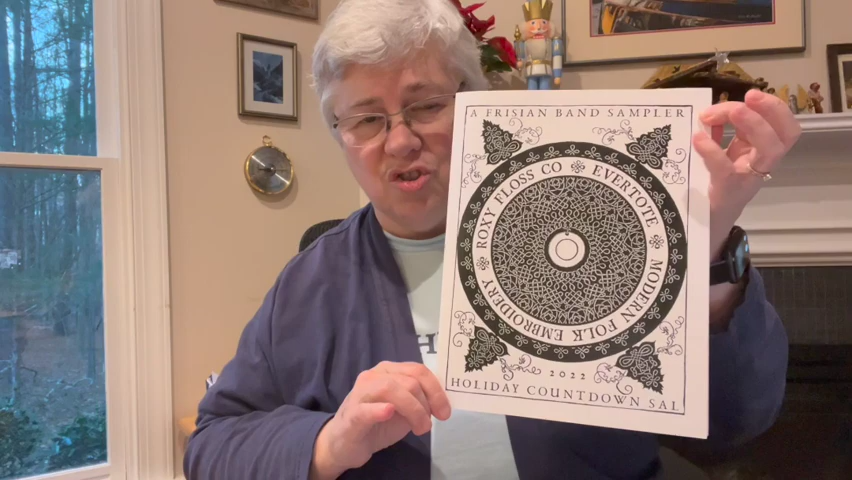 A FRISIAN BAND SAMPLER
ROXY FLOSS CO ⌘ EVERTOTE ⌘ MODERN FOLK EMBROIDERY ⌘
2022
HOLIDAY COUNTDOWN SAL